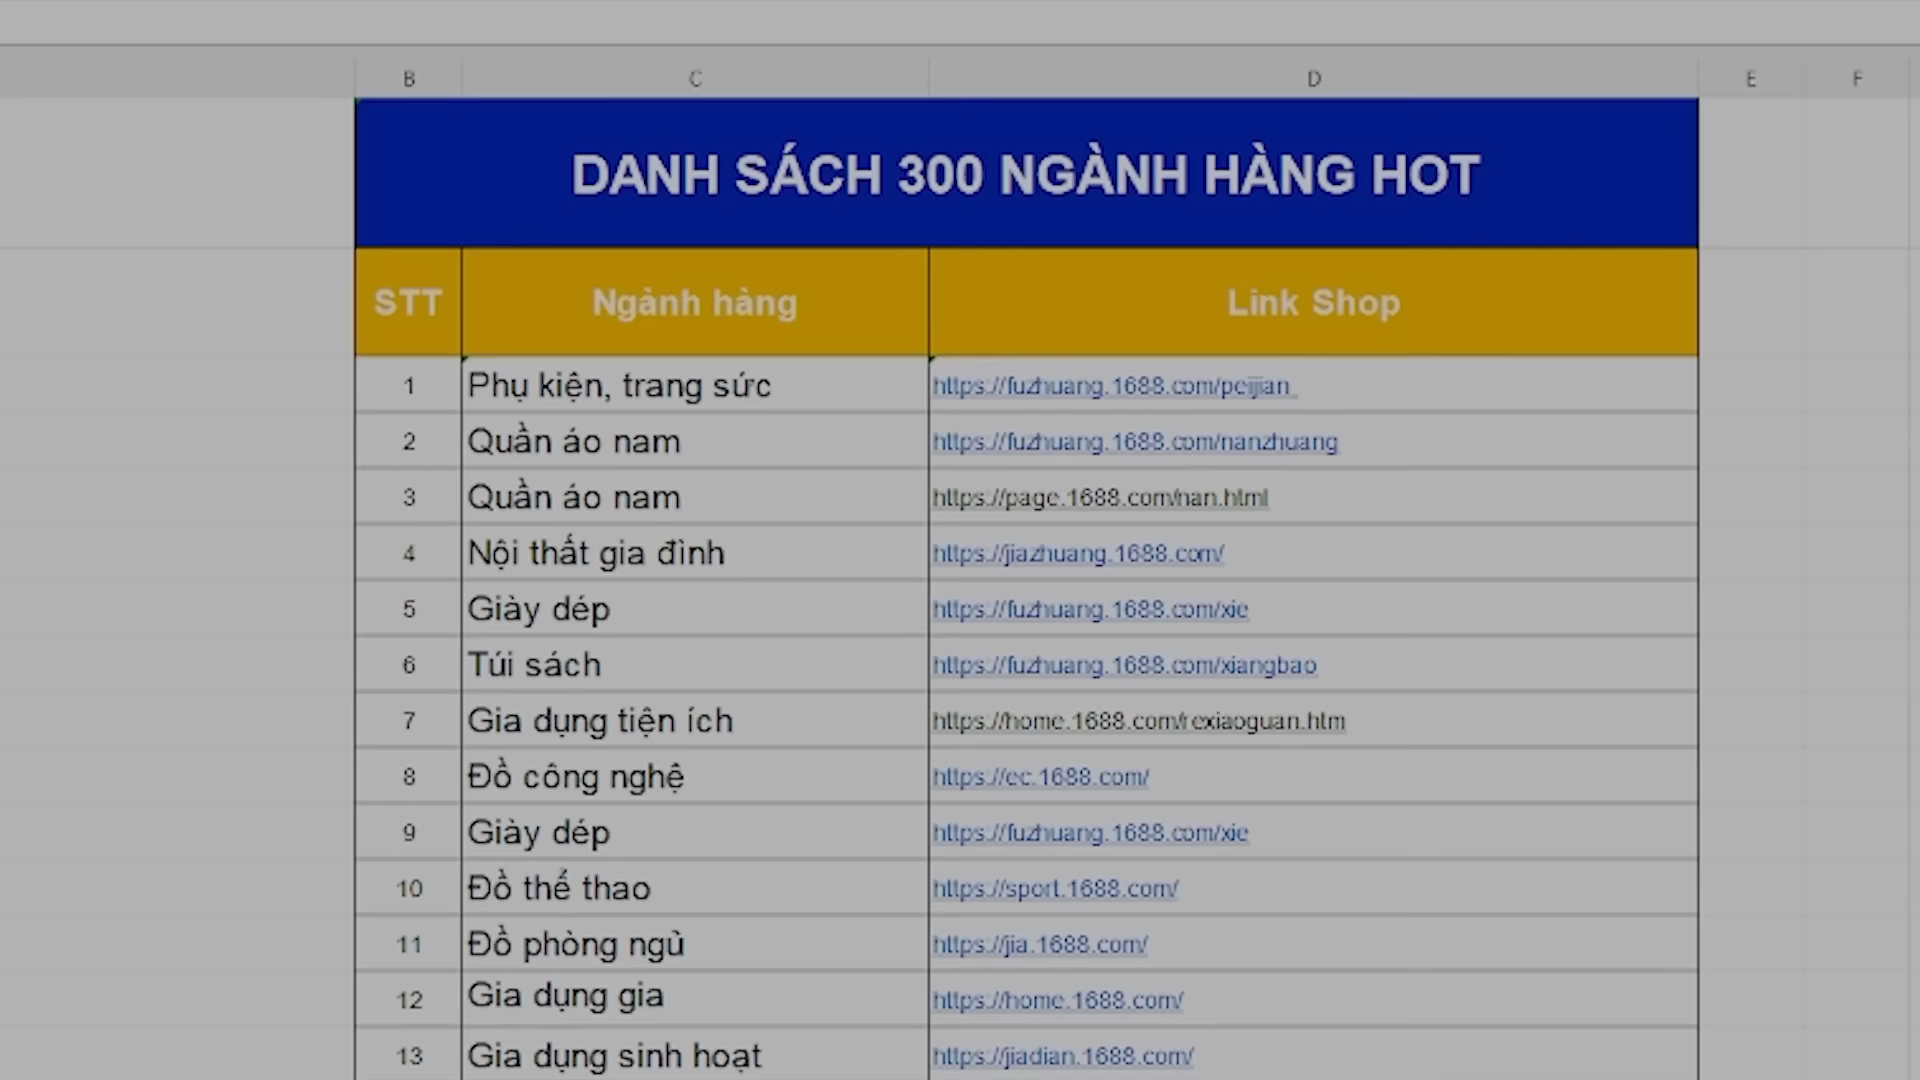 B C D E F
DANH SÁCH 300 NGÀNH HÀNG HOT
STT Ngành hàng Link Shop
1 Phụ kiện, trang sức https://fuzhuang.1688.com/peijian
2 Quần áo nam https://fuzhuang.1688.com/nanzhuang
3 Quần áo nam https://page.1688.com/nan.html
4 Nội thất gia đình https://jiazhuang.1688.com/
5 Giày dép https://fuzhuang.1688.com/xie
6 Túi sách https://fuzhuang.1688.com/xiangbao
7 Gia dụng tiện ích https://home.1688.com/rexiaoguan.htm
8 Đồ công nghệ https://ec.1688.com/
9 Giày dép https://fuzhuang.1688.com/xie
10 Đồ thể thao https://sport.1688.com/
11 Đồ phòng ngủ https://jia.1688.com/
12 Gia dụng gia https://home.1688.com/
13 Gia dụng sinh hoạt https://jiadian.1688.com/